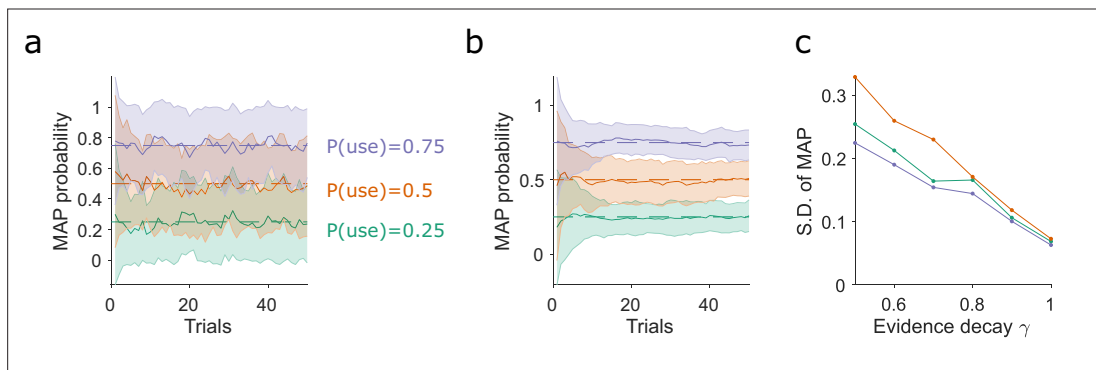 a
MAP probability
1
0.8
0.6
0.4
0.2
0
0
20
40
Trials
P(use)=0.75
P(use)=0.5
P(use)=0.25
b
MAP probability
1
0.5
0
0
20
40
Trials
c
S.D. of MAP
0.3
0.2
0.1
0
0.6
0.8
1
Evidence decay γ